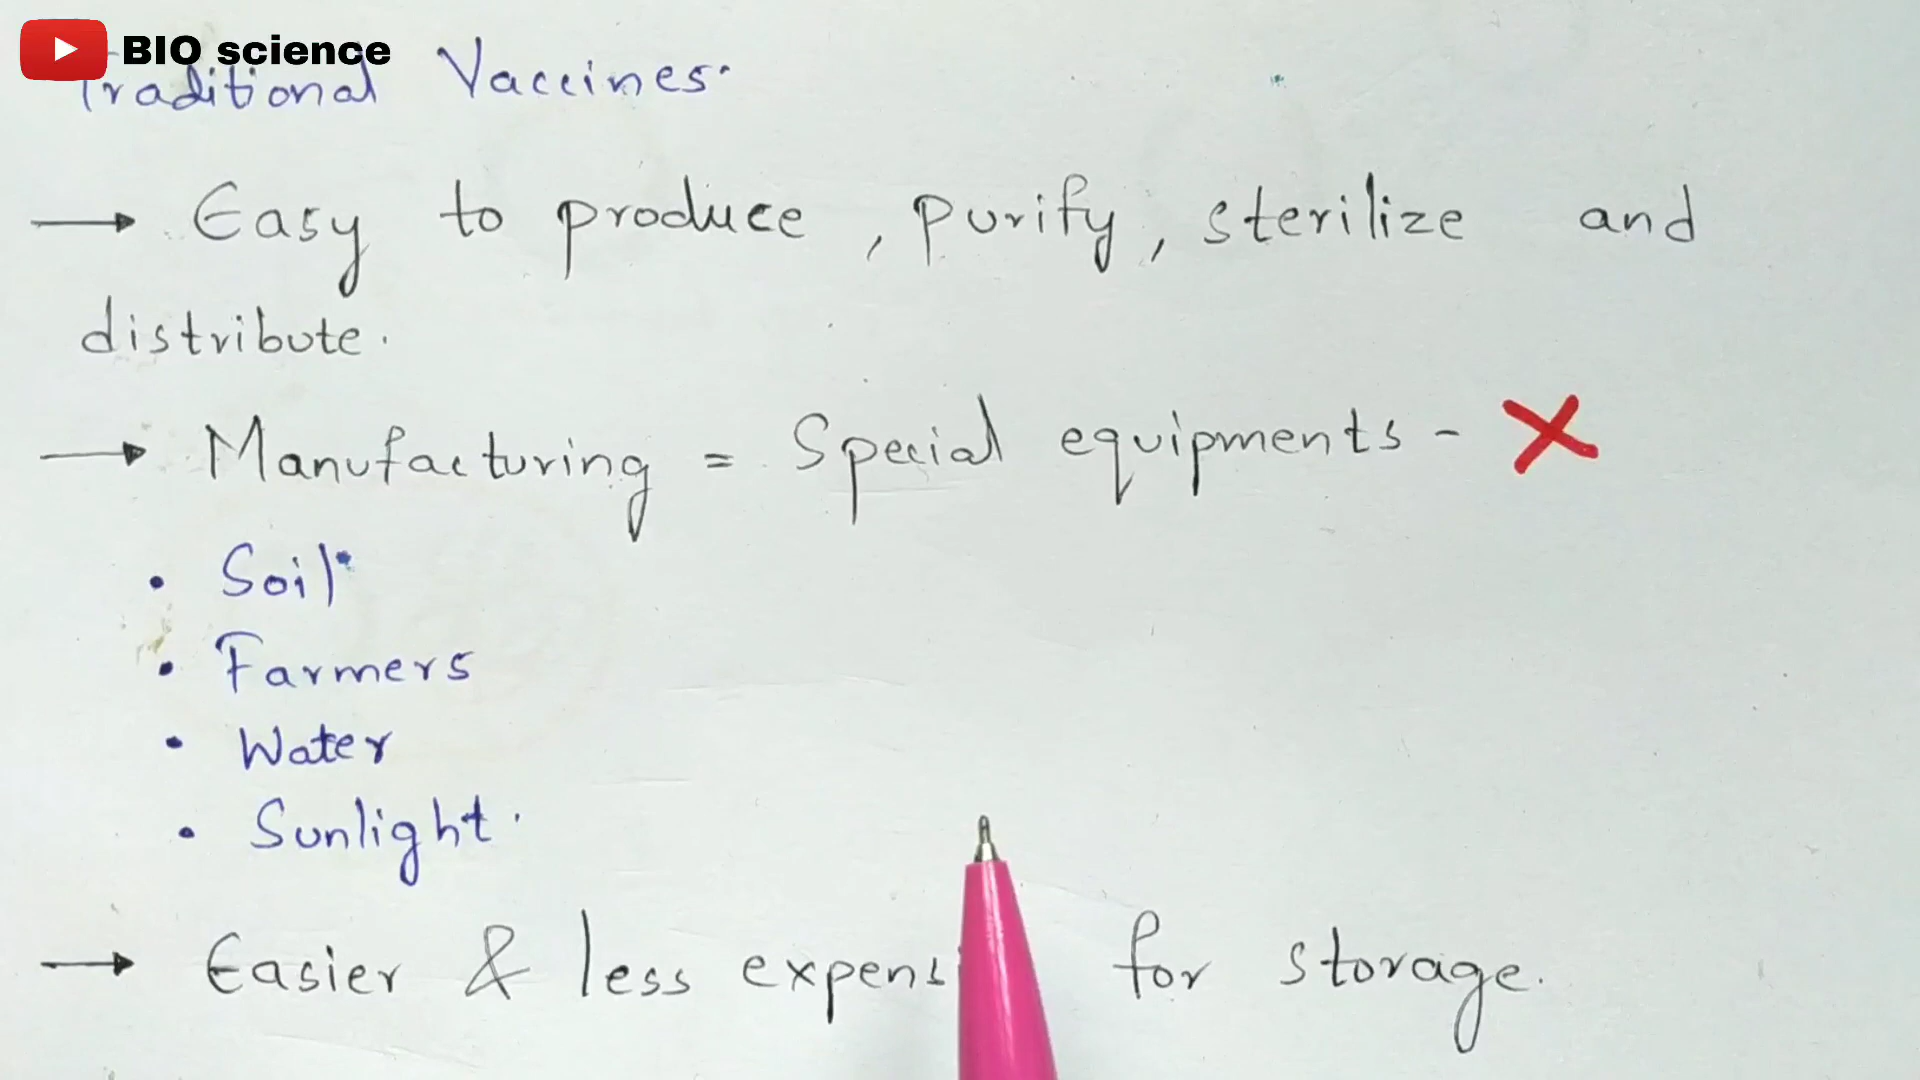 BIO science
Traditional Vaccines.
→ Easy to produce, purify, sterilize and
distribute.
→ Manufacturing = Special equipments - X
• Soil
• Farmers
• Water
• Sunlight.
→ Easier & less for storage.